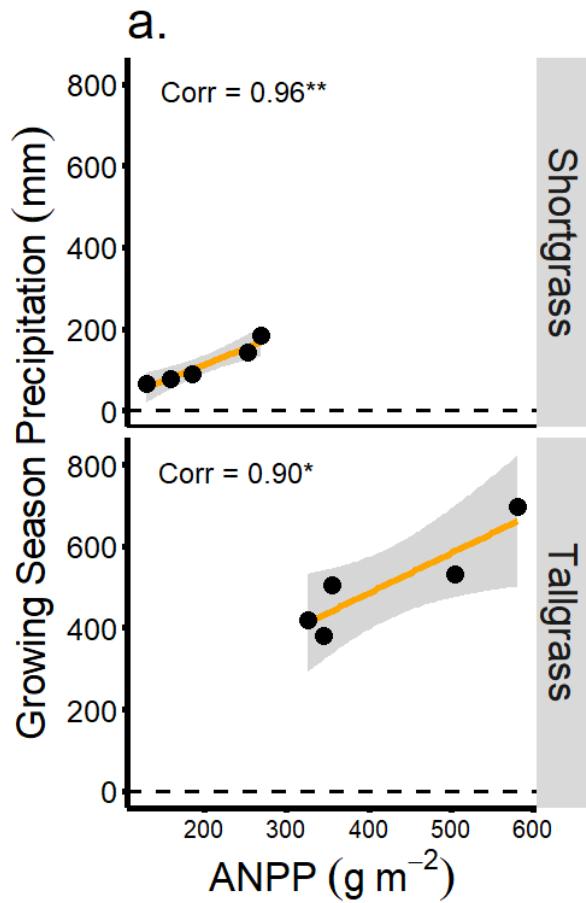 a.
Growing Season Precipitation (mm)
Corr = 0.96**
800
600
400
200
0
Shortgrass
Corr = 0.90*
800
600
400
200
0
Tallgrass
200 300 400 500 600
ANPP (g m⁻²)